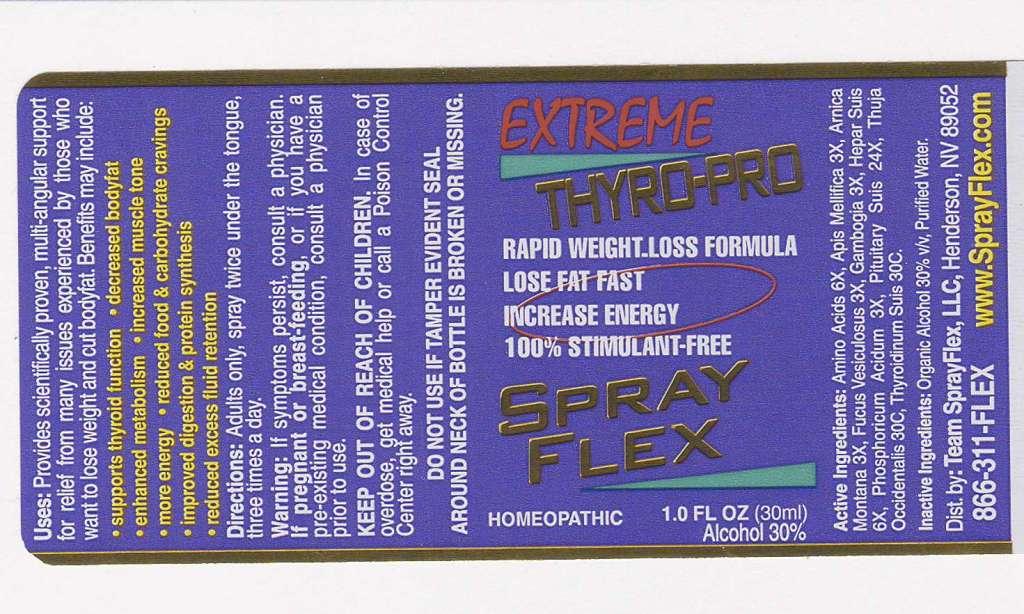 Uses: Provides scientifically proven, multi-angular support
for relief from many issues experienced by those who
want to lose weight and cut bodyfat. Benefits may include:
• supports thyroid function • decreased bodyfat
• enhanced metabolism • increased muscle tone
• more energy • reduced food & carbohydrate cravings
• improved digestion & protein synthesis
• reduced excess fluid retention
Directions: Adults only, spray twice under the tongue,
three times a day.
Warning: If symptoms persist, consult a physician.
If pregnant or breast-feeding, or if you have a
pre-existing medical condition, consult a physician
prior to use.
KEEP OUT OF REACH OF CHILDREN. In case of
overdose, get medical help or call a Poison Control
Center right away.
DO NOT USE IF TAMPER EVIDENT SEAL
AROUND NECK OF BOTTLE IS BROKEN OR MISSING.
EXTREME
THYRO-PRO
RAPID WEIGHT.LOSS FORMULA
LOSE FAT FAST
INCREASE ENERGY
100% STIMULANT-FREE
SPRAY
FLEX
HOMEOPATHIC 1.0 FL OZ (30ml)
Alcohol 30%
Active Ingredients: Amino Acids 6X, Apis Mellifica 3X, Arnica
Montana 3X, Fucus Vesiculosus 3X, Gambogia 3X, Hepar Suis
6X, Phosphoricum Acidum 3X, Pituitary Suis 24X, Thuja
Occidentalis 30C, Thyroidinum Suis 30C.
Inactive Ingredients: Organic Alcohol 30% v/v, Purified Water.
Dist by: Team SprayFlex, LLC, Henderson, NV 89052
866-311-FLEX www.SprayFlex.com